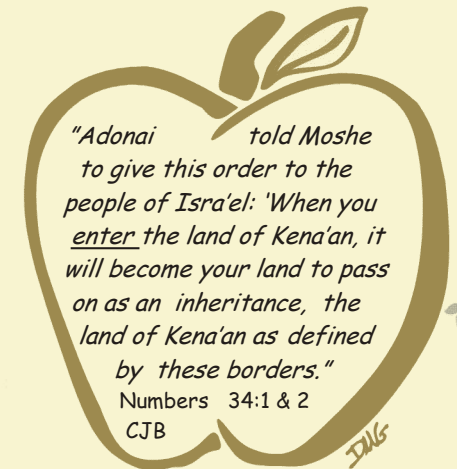 "Adonai told Moshe
to give this order to the
people of Isra'el: 'When you
enter the land of Kena'an, it
will become your land to pass
on as an inheritance, the
land of Kena'an as defined
by these borders."
Numbers 34:1 & 2
CJB
DMG